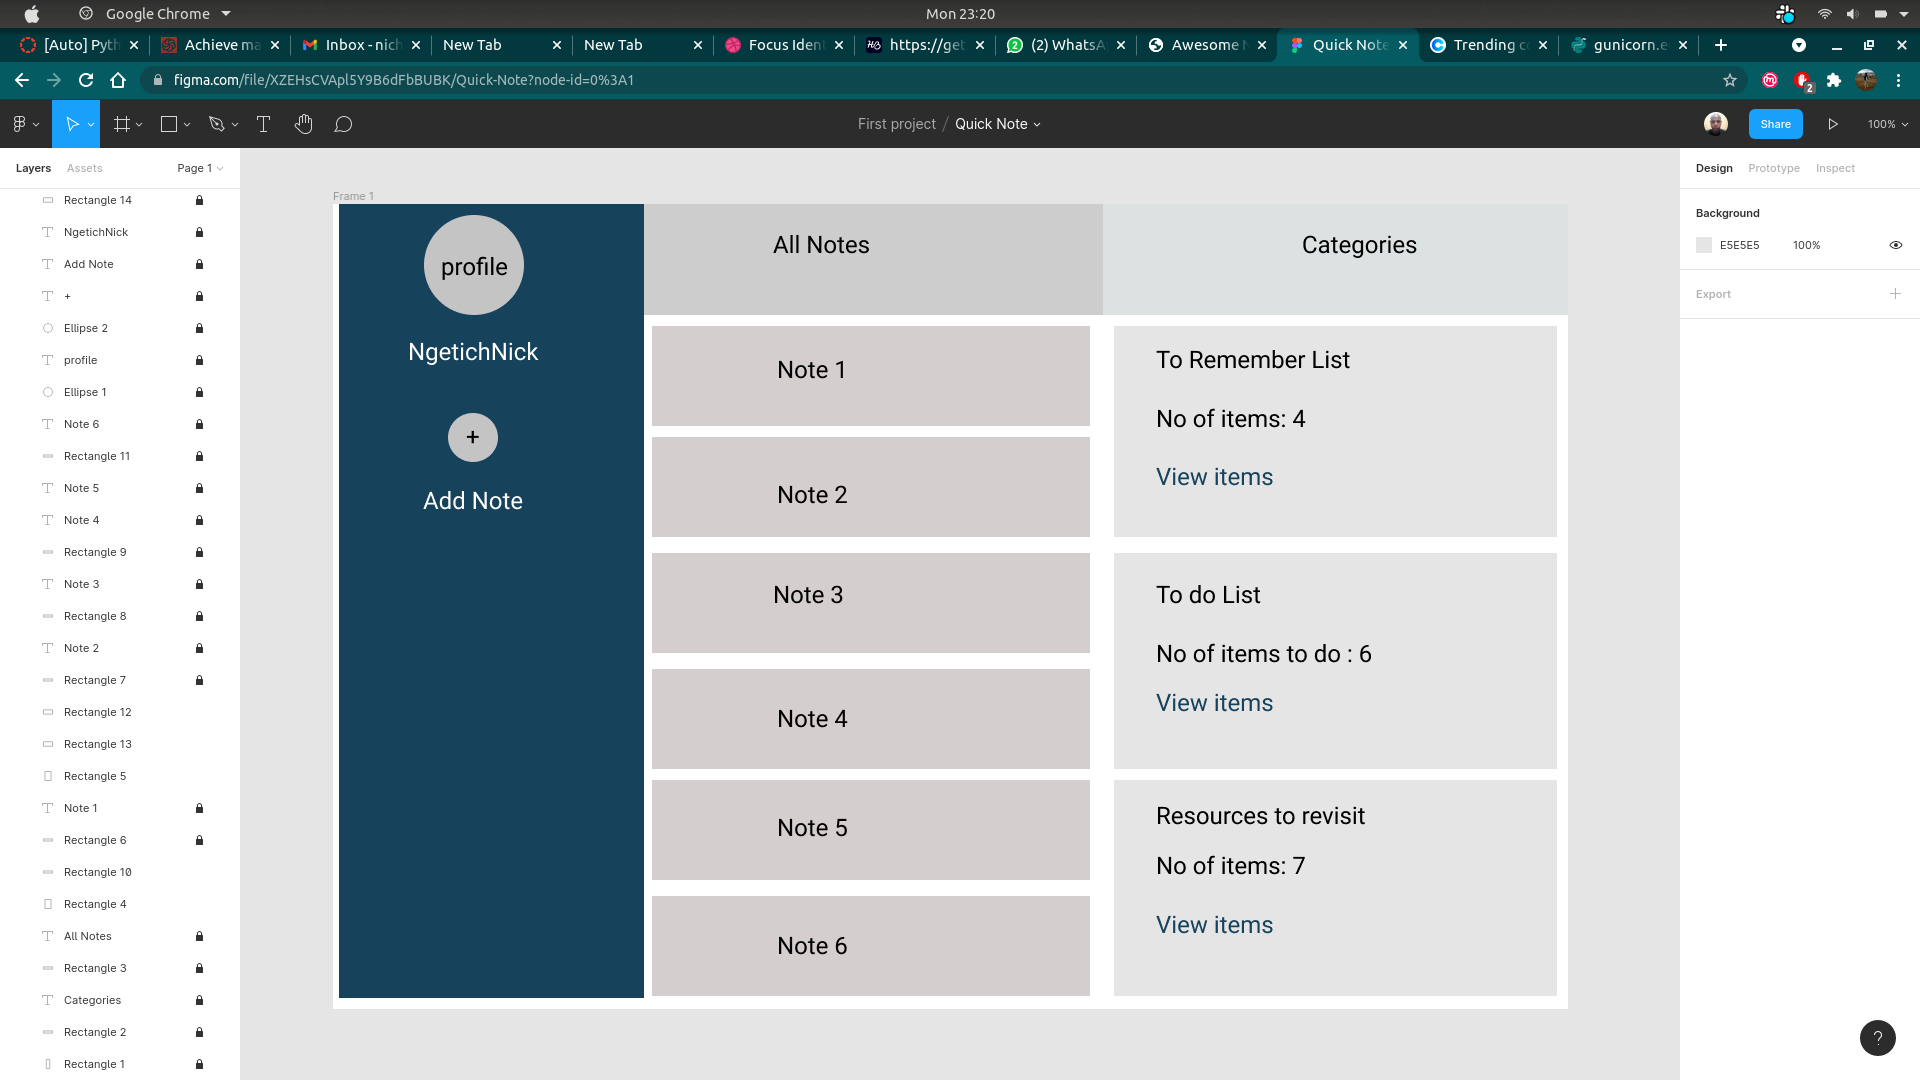 Google Chrome
Mon 23:20
[Auto] Pyth
Achieve ma
Inbox - nich
New Tab
New Tab
Focus Iden
https://get
(2) WhatsA
Awesome
Quick Note
Trending c
gunicorn.e
figma.com/file/XZEHsCVApl5Y9B6dFbBUBK/Quick-Note?node-id=0%3A1
2
First project / Quick Note
Share
100%
Layers
Assets
Page 1
Rectangle 14
NgetichNick
Add Note
+
Ellipse 2
profile
Ellipse 1
Note 6
Rectangle 11
Note 5
Note 4
Rectangle 9
Note 3
Rectangle 8
Note 2
Rectangle 7
Rectangle 12
Rectangle 13
Rectangle 5
Note 1
Rectangle 6
Rectangle 10
Rectangle 4
All Notes
Rectangle 3
Categories
Rectangle 2
Rectangle 1
Frame 1
profile
NgetichNick
+
Add Note
All Notes
Note 1
Note 2
Note 3
Note 4
Note 5
Note 6
Categories
To Remember List
No of items: 4
View items
To do List
No of items to do : 6
View items
Resources to revisit
No of items: 7
View items
Design
Prototype
Inspect
Background
E5E5E5
100%
Export
?